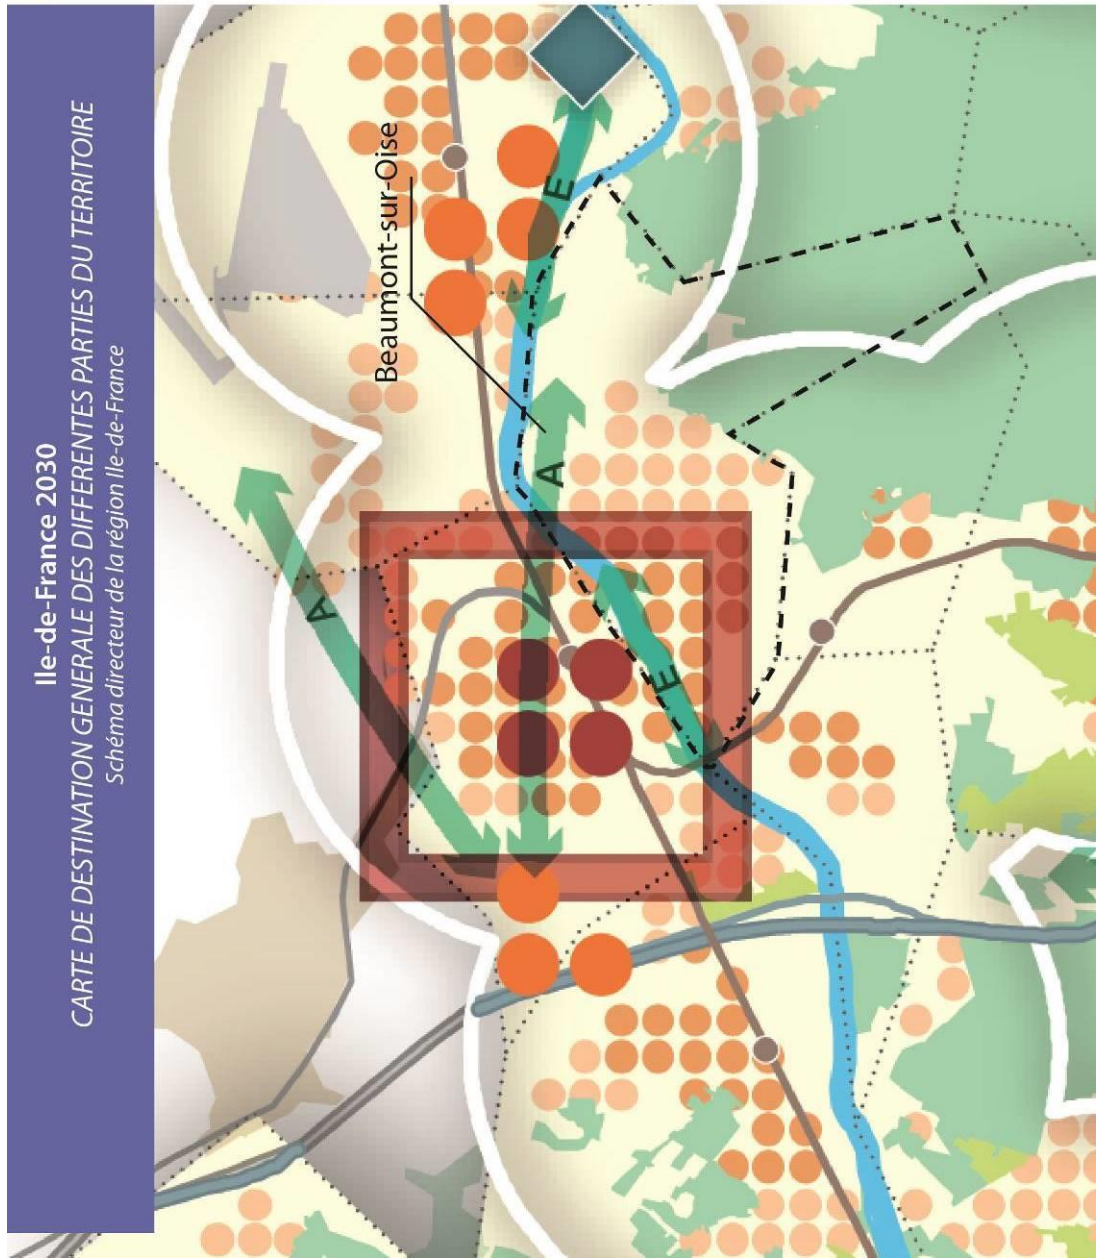 Ile-de-France 2030
CARTE DE DESTINATION GENERALE DES DIFFERENTES PARTIES DU TERRITOIRE
Schéma directeur de la région Ile-de-France
Beaumont-sur-Oise
A
A
E
E